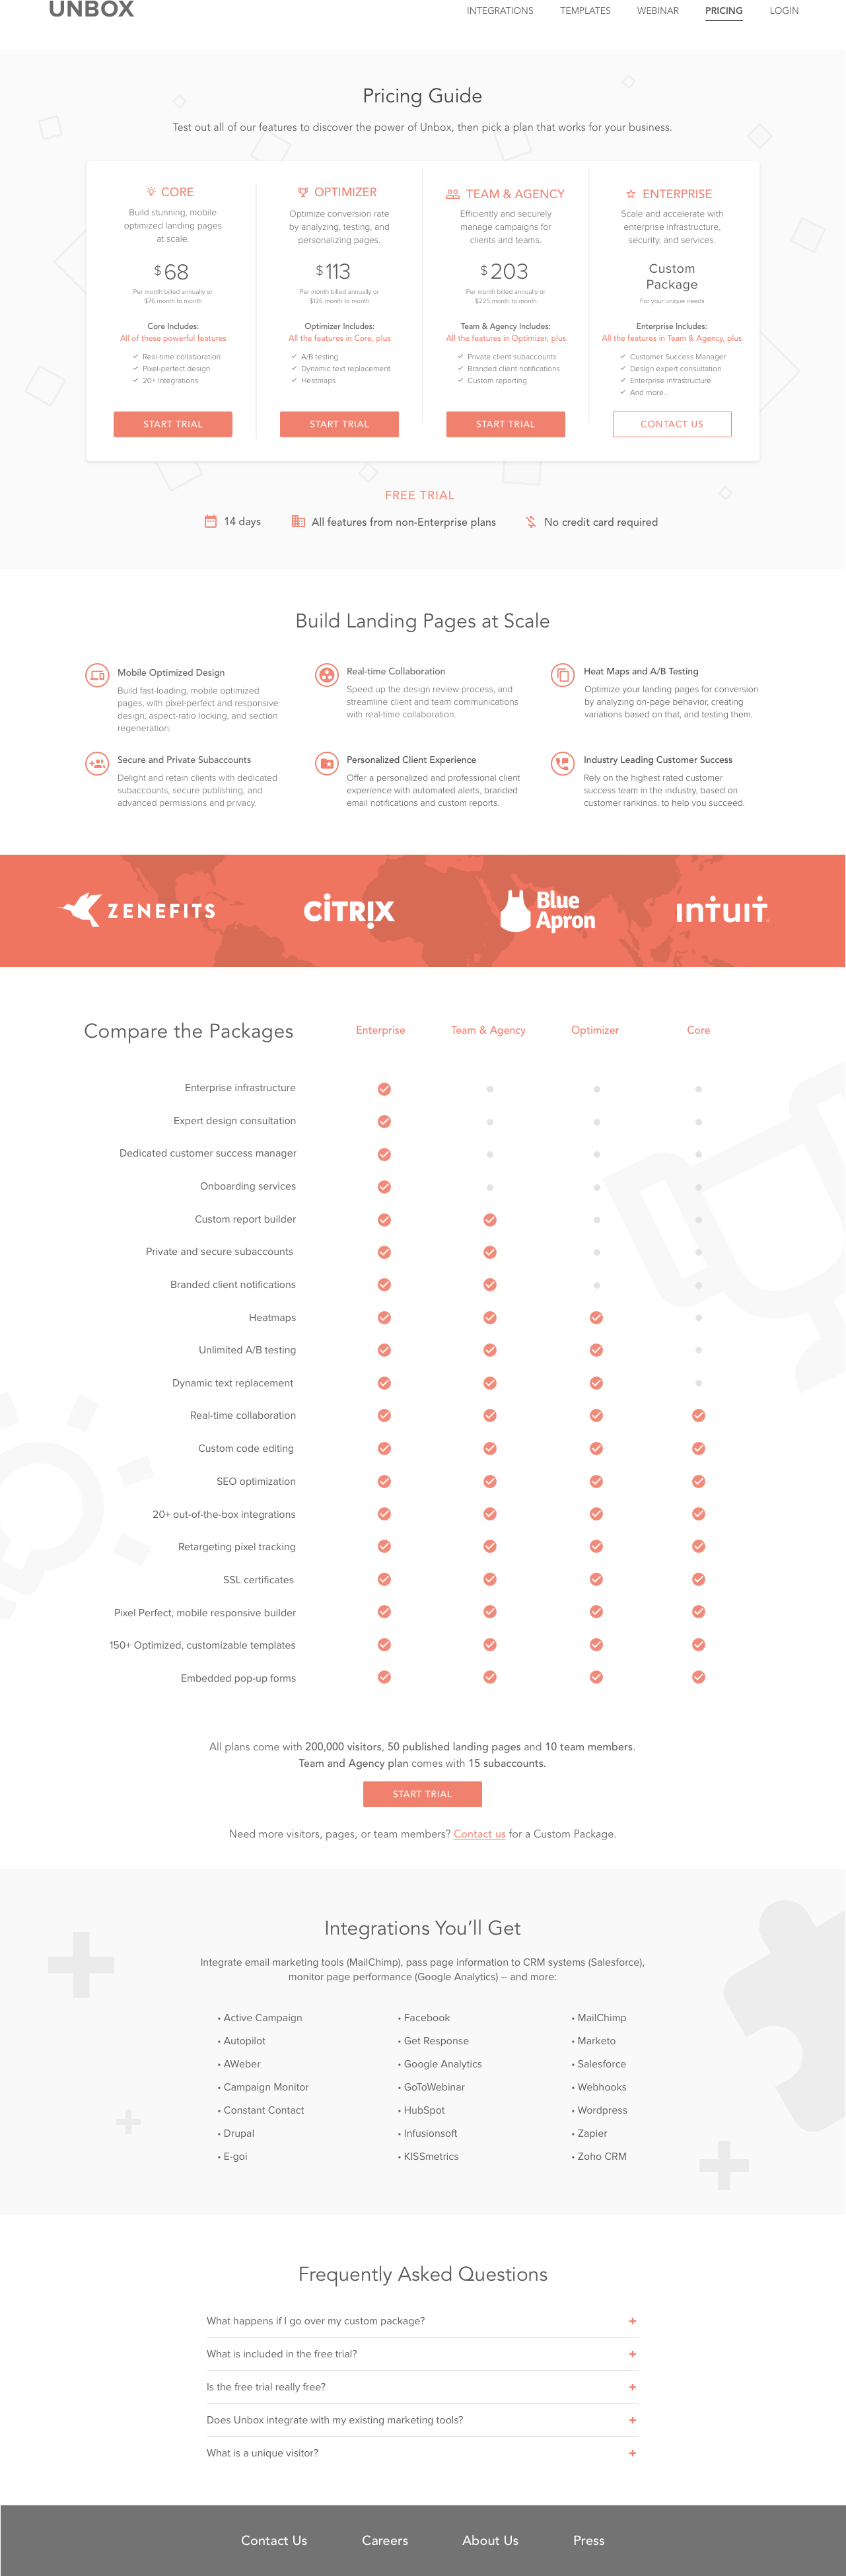 UNBOX
INTEGRATIONS TEMPLATES WEBINAR PRICING LOGIN
Pricing Guide
Test out all of our features to discover the power of Unbox, then pick a plan that works for your business.
CORE
Build stunning, mobile
optimized landing pages
at scale.
$68
Per month billed annually or
$76 month to month
Core Includes:
All of these powerful features
Real-time collaboration
Pixel-perfect design
20+ Integrations
START TRIAL
OPTIMIZER
Optimize conversion rate
by analyzing, testing, and
personalizing pages.
$113
Per month billed annually or
$126 month to month
Optimizer Includes:
All the features in Core, plus
A/B testing
Dynamic text replacement
Heatmaps
START TRIAL
TEAM & AGENCY
Efficiently and securely
manage campaigns for
clients and teams.
$203
Per month billed annually or
$225 month to month
Team & Agency Includes:
All the features in Optimizer, plus
Private client subaccounts
Branded client notifications
Custom reporting
START TRIAL
ENTERPRISE
Scale and accelerate with
enterprise infrastructure,
security, and services.
Custom
Package
For your unique needs
Enterprise Includes:
All the features in Team & Agency, plus
Customer Success Manager
Design expert consultation
Enterprise infrastructure
And more...
CONTACT US
FREE TRIAL
14 days All features from non-Enterprise plans No credit card required
Build Landing Pages at Scale
Mobile Optimized Design
Build fast-loading, mobile optimized
pages, with pixel-perfect and responsive
design, aspect-ratio locking, and section
regeneration.
Real-time Collaboration
Speed up the design review process, and
streamline client and team communications
with real-time collaboration.
Heat Maps and A/B Testing
Optimize your landing pages for conversion
by analyzing on-page behavior, creating
variations based on that, and testing them.
Secure and Private Subaccounts
Delight and retain clients with dedicated
subaccounts, secure publishing, and
advanced permissions and privacy.
Personalized Client Experience
Offer a personalized and professional client
experience with automated alerts, branded
email notifications and custom reports.
Industry Leading Customer Success
Rely on the highest rated customer
success team in the industry, based on
customer rankings, to help you succeed.
ZENEFITS
CİTRIX
Blue
Apron
intuit
Compare the Packages Enterprise Team & Agency Optimizer Core
Enterprise infrastructure
Expert design consultation
Dedicated customer success manager
Onboarding services
Custom report builder
Private and secure subaccounts
Branded client notifications
Heatmaps
Unlimited A/B testing
Dynamic text replacement
Real-time collaboration
Custom code editing
SEO optimization
20+ out-of-the-box integrations
Retargeting pixel tracking
SSL certificates
Pixel Perfect, mobile responsive builder
150+ Optimized, customizable templates
Embedded pop-up forms
All plans come with 200,000 visitors, 50 published landing pages and 10 team members.
Team and Agency plan comes with 15 subaccounts.
START TRIAL
Need more visitors, pages, or team members? Contact us for a Custom Package.
Integrations You'll Get
Integrate email marketing tools (MailChimp), pass page information to CRM systems (Salesforce),
monitor page performance (Google Analytics) -- and more:
• Active Campaign
• Autopilot
• AWeber
• Campaign Monitor
• Constant Contact
• Drupal
• E-goi
• Facebook
• Get Response
• Google Analytics
• GoToWebinar
• HubSpot
• Infusionsoft
• KISSmetrics
• MailChimp
• Marketo
• Salesforce
• Webhooks
• Wordpress
• Zapier
• Zoho CRM
Frequently Asked Questions
What happens if I go over my custom package? +
What is included in the free trial? +
Is the free trial really free? +
Does Unbox integrate with my existing marketing tools? +
What is a unique visitor? +
Contact Us Careers About Us Press